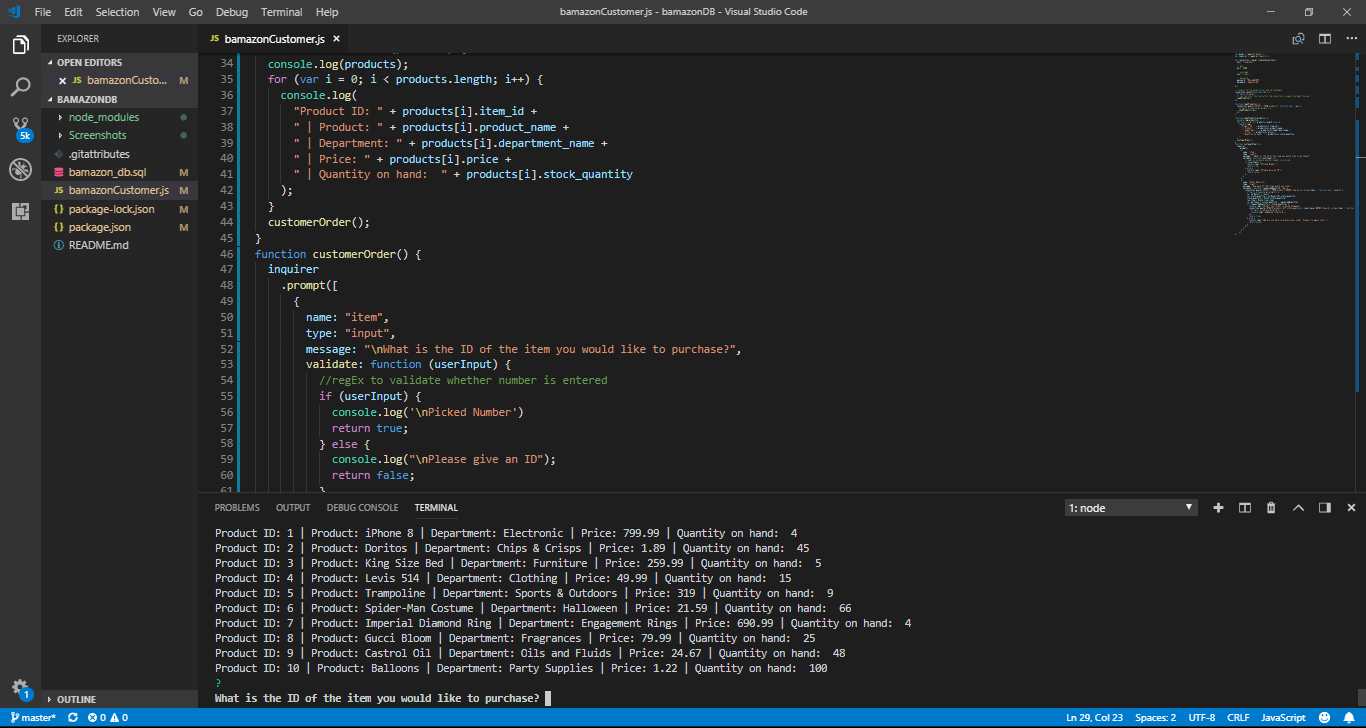 File Edit Selection View Go Debug Terminal Help bamazonCustomer.js - bamazonDB - Visual Studio Code
EXPLORER
OPEN EDITORS
JS bamazonCusto... M
BAMAZONDB
node_modules
Screenshots
.gitattributes
bamazon_db.sql M
JS bamazonCustomer.js M
{} package-lock.json M
{} package.json M
README.md
5k
1
OUTLINE
JS bamazonCustomer.js ×
34 console.log(products);
35 for (var i = 0; i < products.length; i++) {
36 console.log(
37 "Product ID: " + products[i].item_id +
38 " | Product: " + products[i].product_name +
39 " | Department: " + products[i].department_name +
40 " | Price: " + products[i].price +
41 " | Quantity on hand:  " + products[i].stock_quantity
42 );
43 }
44 customerOrder();
45 }
46 function customerOrder() {
47 inquirer
48 .prompt([
49 {
50 name: "item",
51 type: "input",
52 message: "\nWhat is the ID of the item you would like to purchase?",
53 validate: function (userInput) {
54 //regEx to validate whether number is entered
55 if (userInput) {
56 console.log('\nPicked Number')
57 return true;
58 } else {
59 console.log("\nPlease give an ID");
60 return false;
61 }
PROBLEMS OUTPUT DEBUG CONSOLE TERMINAL 1: node
Product ID: 1 | Product: iPhone 8 | Department: Electronic | Price: 799.99 | Quantity on hand:  4
Product ID: 2 | Product: Doritos | Department: Chips & Crisps | Price: 1.89 | Quantity on hand:  45
Product ID: 3 | Product: King Size Bed | Department: Furniture | Price: 259.99 | Quantity on hand:  5
Product ID: 4 | Product: Levis 514 | Department: Clothing | Price: 49.99 | Quantity on hand:  15
Product ID: 5 | Product: Trampoline | Department: Sports & Outdoors | Price: 319 | Quantity on hand:  9
Product ID: 6 | Product: Spider-Man Costume | Department: Halloween | Price: 21.59 | Quantity on hand:  66
Product ID: 7 | Product: Imperial Diamond Ring | Department: Engagement Rings | Price: 690.99 | Quantity on hand:  4
Product ID: 8 | Product: Gucci Bloom | Department: Fragrances | Price: 79.99 | Quantity on hand:  25
Product ID: 9 | Product: Castrol Oil | Department: Oils and Fluids | Price: 24.67 | Quantity on hand:  48
Product ID: 10 | Product: Balloons | Department: Party Supplies | Price: 1.22 | Quantity on hand:  100
?
What is the ID of the item you would like to purchase?
master* 0 0 Ln 29, Col 23 Spaces: 2 UTF-8 CRLF JavaScript